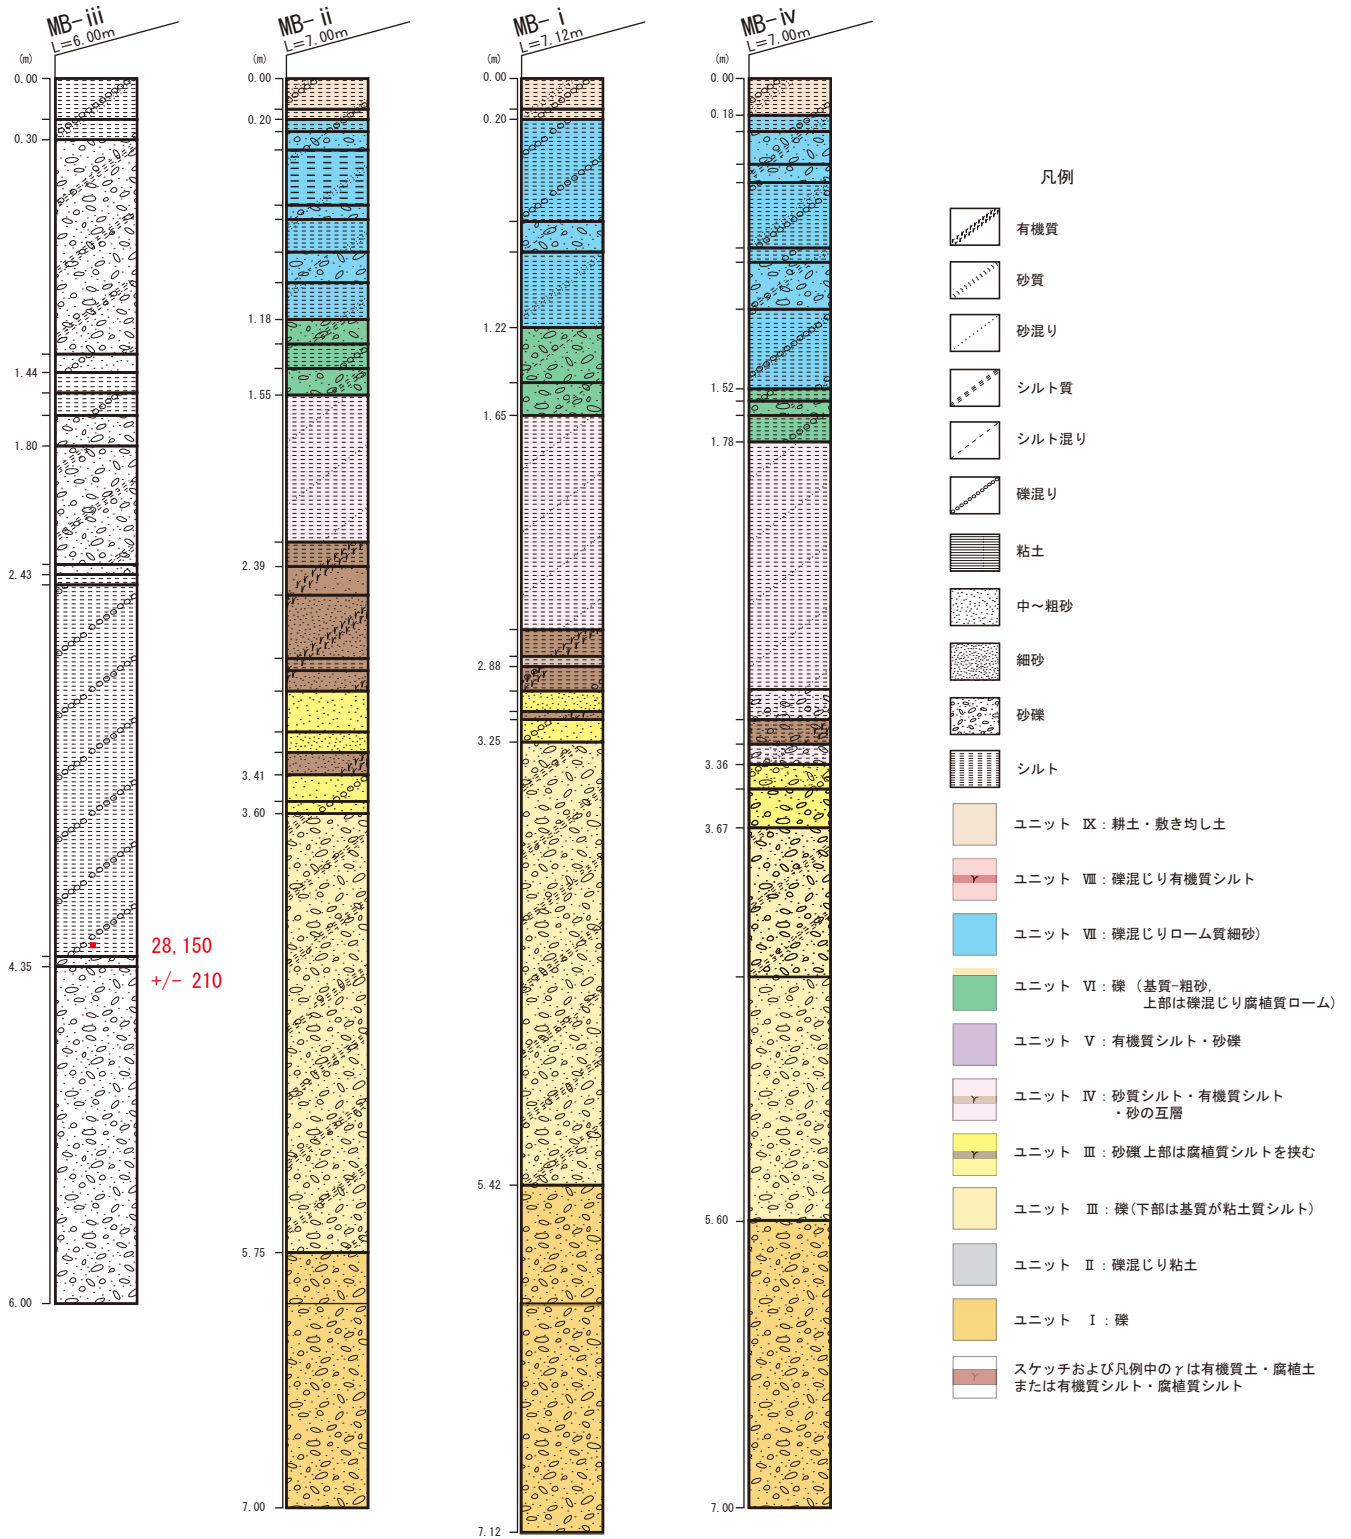 MB-iii
L=6.00m
(m)
0.00
0.30
1.44
1.80
2.43
4.35
6.00
28,150
+/- 210
MB-ii
L=7.00m
(m)
0.00
0.20
1.18
1.55
2.39
3.41
3.60
5.75
7.00
MB-i
L=7.12m
(m)
0.00
0.20
1.22
1.65
2.88
3.25
5.42
7.12
MB-iv
L=7.00m
(m)
0.00
0.18
1.52
1.78
3.36
3.67
5.60
7.00
凡例
有機質
砂質
砂混り
シルト質
シルト混り
礫混り
粘土
中～粗砂
細砂
砂礫
シルト
ユニット Ⅸ：耕土・敷き均し土
ユニット Ⅷ：礫混じり有機質シルト
ユニット Ⅶ：礫混じりローム質細砂)
ユニット Ⅵ：礫 (基質-粗砂,
上部は礫混じり腐植質ローム)
ユニット Ⅴ：有機質シルト・砂礫
ユニット Ⅳ：砂質シルト・有機質シルト
・砂の互層
ユニット Ⅲ：砂礫(上部は腐植質シルトを挟む
ユニット Ⅲ：礫(下部は基質が粘土質シルト)
ユニット Ⅱ：礫混じり粘土
ユニット Ⅰ：礫
スケッチおよび凡例中のγは有機質土・腐植土
または有機質シルト・腐植質シルト